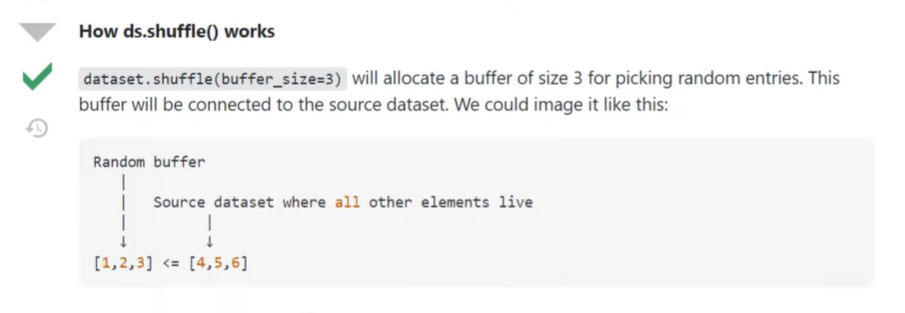 How ds.shuffle() works
dataset.shuffle(buffer_size=3) will allocate a buffer of size 3 for picking random entries. This
buffer will be connected to the source dataset. We could image it like this:
Random buffer
|
| Source dataset where all other elements live
| |
↓ ↓
[1,2,3] <= [4,5,6]